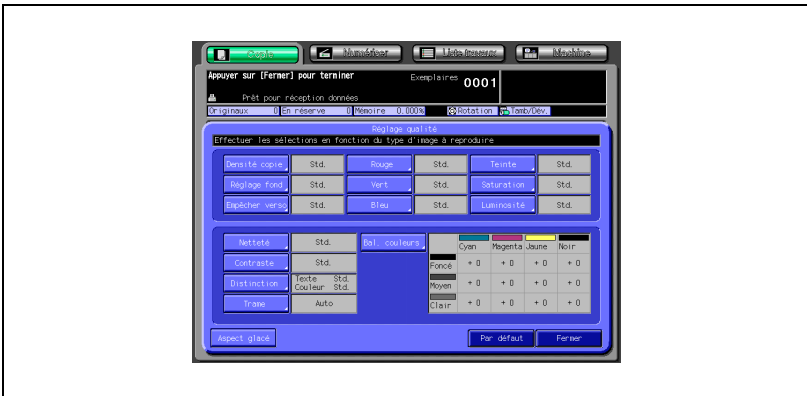 Copie Numériser Liste travaux Machine
Appuyer sur [Fermer] pour terminer Exemplaires 0001
Prêt pour réception données
Originaux 0 En réserve 0 Mémoire 0.000% Rotation Tamb/Dév.
Réglage qualité
Effectuer les sélections en fonction du type d'image à reproduire
Densité copie Std. Rouge Std. Teinte Std.
Réglage fond Std. Vert Std. Saturation Std.
Empêcher verso Std. Bleu Std. Luminosité Std.
Netteté Std. Bal. couleurs Cyan Magenta Jaune Noir
Contraste Std. Foncé + 0 + 0 + 0 + 0
Distinction Texte Std. Couleur Std. Moyen + 0 + 0 + 0 + 0
Trame Auto Clair + 0 + 0 + 0 + 0
Aspect glacé Par défaut Fermer